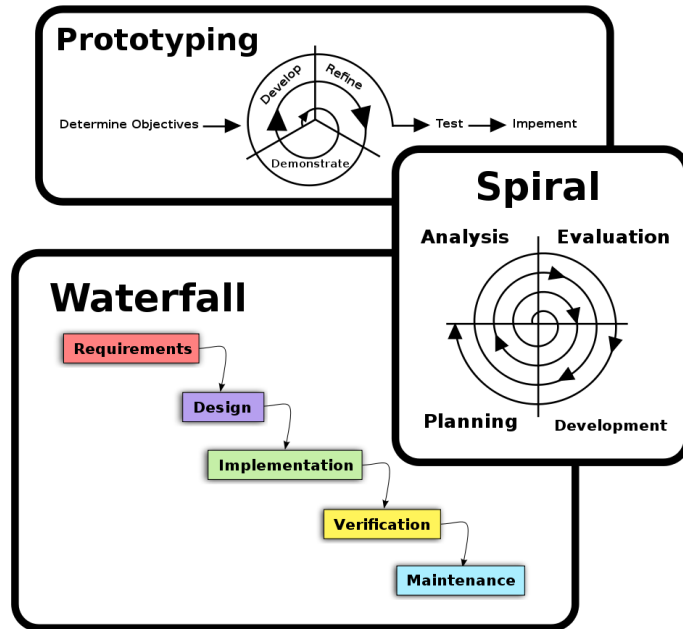 Prototyping
Develop
Refine
Determine Objectives
Test
Impement
Demonstrate
Spiral
Analysis
Evaluation
Planning
Development
Waterfall
Requirements
Design
Implementation
Verification
Maintenance